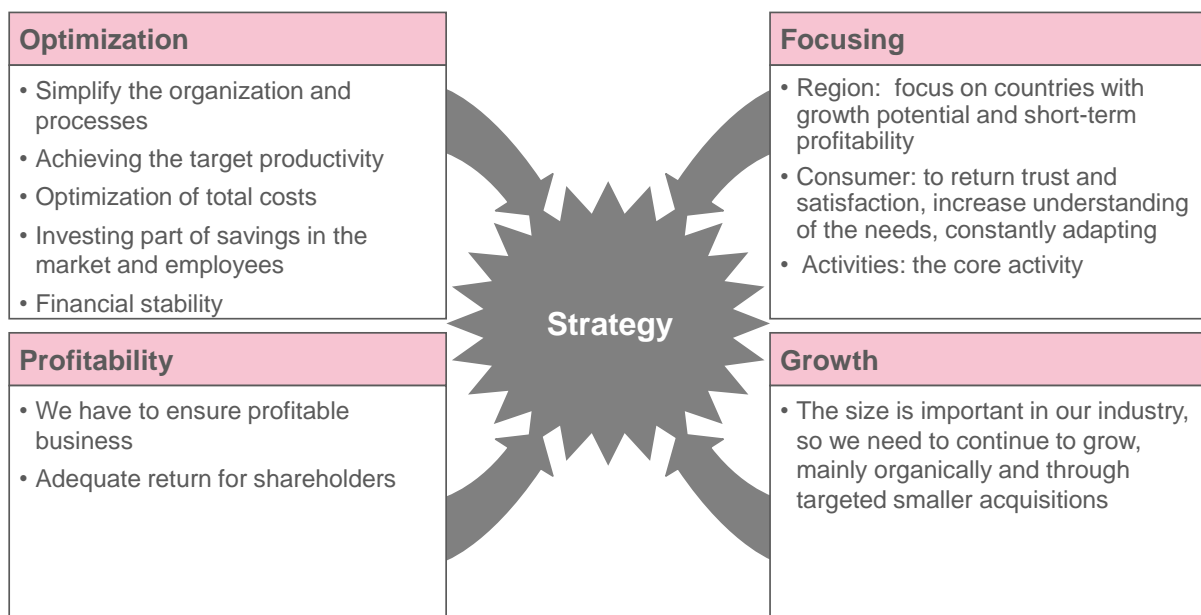 Optimization
• Simplify the organization and
processes
• Achieving the target productivity
• Optimization of total costs
• Investing part of savings in the
market and employees
• Financial stability
Focusing
• Region:  focus on countries with
growth potential and short-term
profitability
• Consumer: to return trust and
satisfaction, increase understanding
of the needs, constantly adapting
•  Activities: the core activity
Strategy
Profitability
• We have to ensure profitable
business
• Adequate return for shareholders
Growth
• The size is important in our industry,
so we need to continue to grow,
mainly organically and through
targeted smaller acquisitions